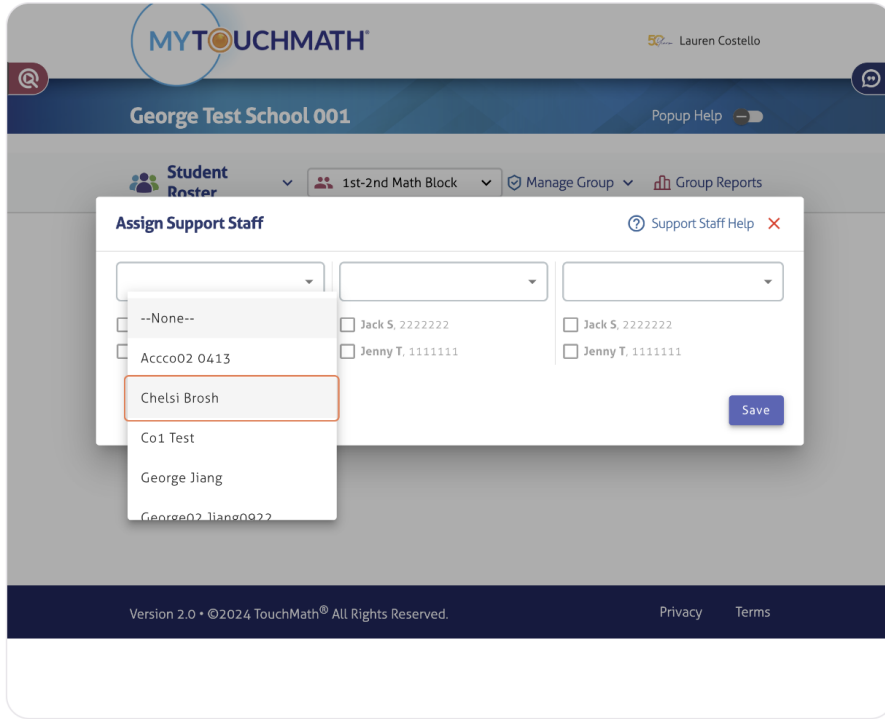 MYTOUCHMATH®
Lauren Costello
George Test School 001
Popup Help
Student
Roster
1st-2nd Math Block
Manage Group
Group Reports
Assign Support Staff
Support Staff Help
--None--
Accco02 0413
Chelsi Brosh
Co1 Test
George Jiang
George02 Jiang0922
Jack S, 2222222
Jenny T, 1111111
Jack S, 2222222
Jenny T, 1111111
Save
Version 2.0 • ©2024 TouchMath® All Rights Reserved.
Privacy
Terms